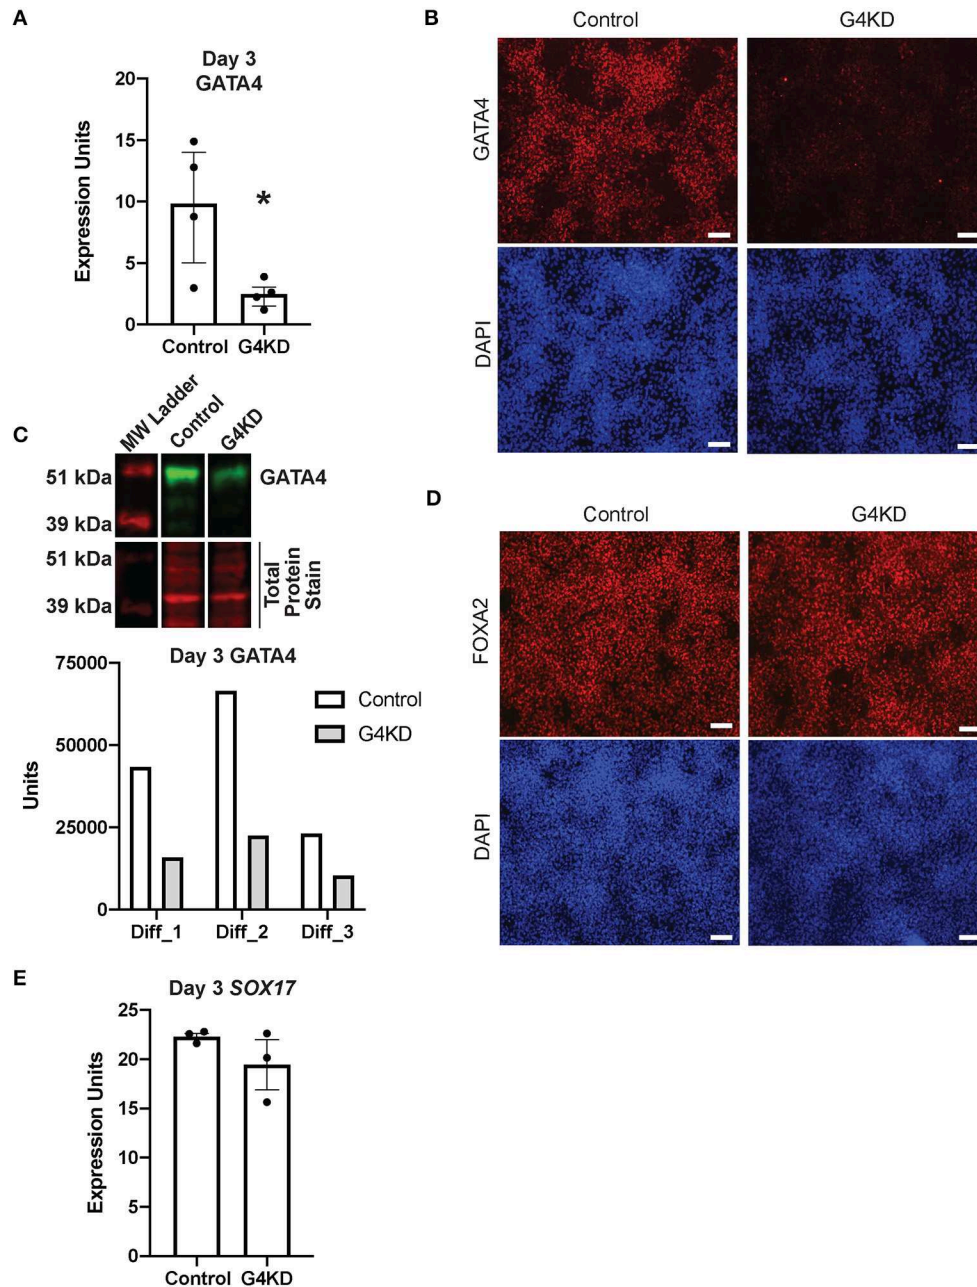 A
Day 3
GATA4
Expression Units
20
15
10
5
0
*
Control
G4KD
B
Control
G4KD
GATA4
DAPI
C
MW Ladder
Control
G4KD
51 kDa
39 kDa
GATA4
51 kDa
39 kDa
Total
Protein
Stain
Day 3 GATA4
Units
75000
50000
25000
0
Control
G4KD
Diff_1
Diff_2
Diff_3
D
Control
G4KD
FOXA2
DAPI
E
Day 3 SOX17
Expression Units
25
20
15
10
5
0
Control
G4KD